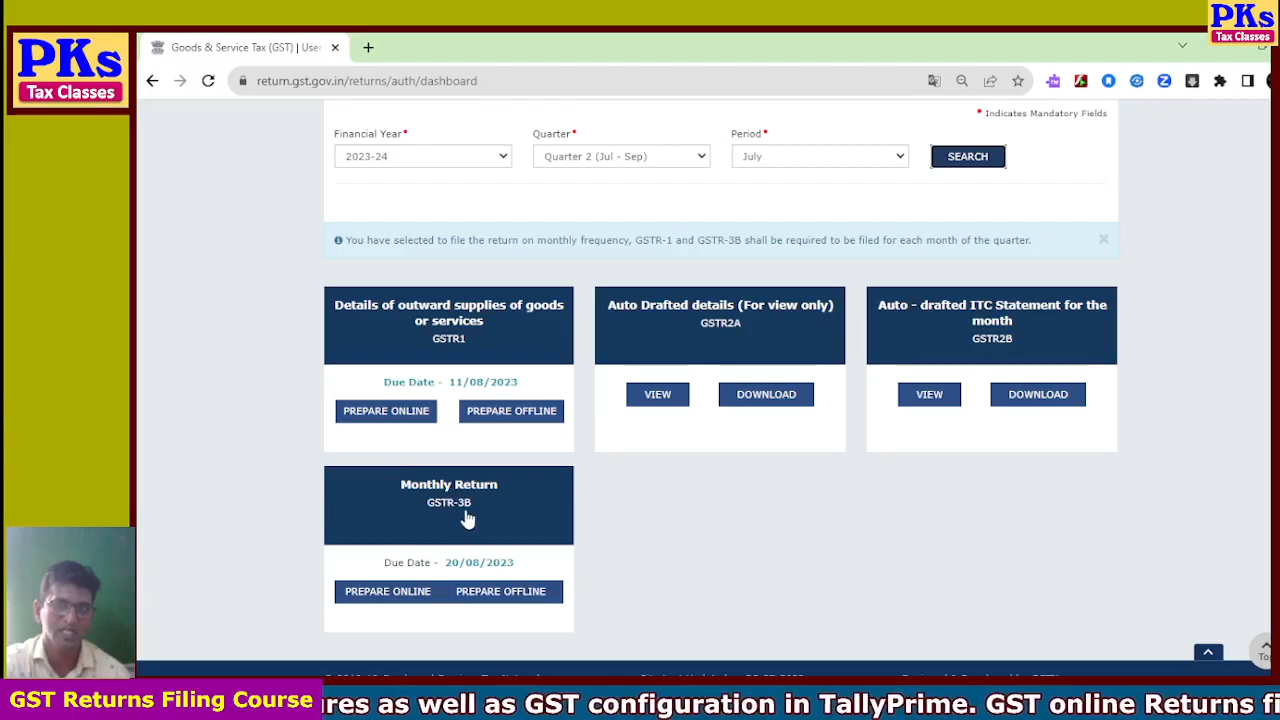 PKs
Tax Classes
PKs
Tax Classes
Goods & Service Tax (GST) | User
return.gst.gov.in/returns/auth/dashboard
* Indicates Mandatory Fields
Financial Year*
Quarter*
Period*
2023-24
Quarter 2 (Jul - Sep)
July
SEARCH
You have selected to file the return on monthly frequency, GSTR-1 and GSTR-3B shall be required to be filed for each month of the quarter.
Details of outward supplies of goods
or services
GSTR1
Due Date - 11/08/2023
PREPARE ONLINE
PREPARE OFFLINE
Auto Drafted details (For view only)
GSTR2A
VIEW
DOWNLOAD
Auto - drafted ITC Statement for the
month
GSTR2B
VIEW
DOWNLOAD
Monthly Return
GSTR-3B
Due Date - 20/08/2023
PREPARE ONLINE
PREPARE OFFLINE
GST Returns Filing Course
res as well as GST configuration in TallyPrime. GST online Returns fi